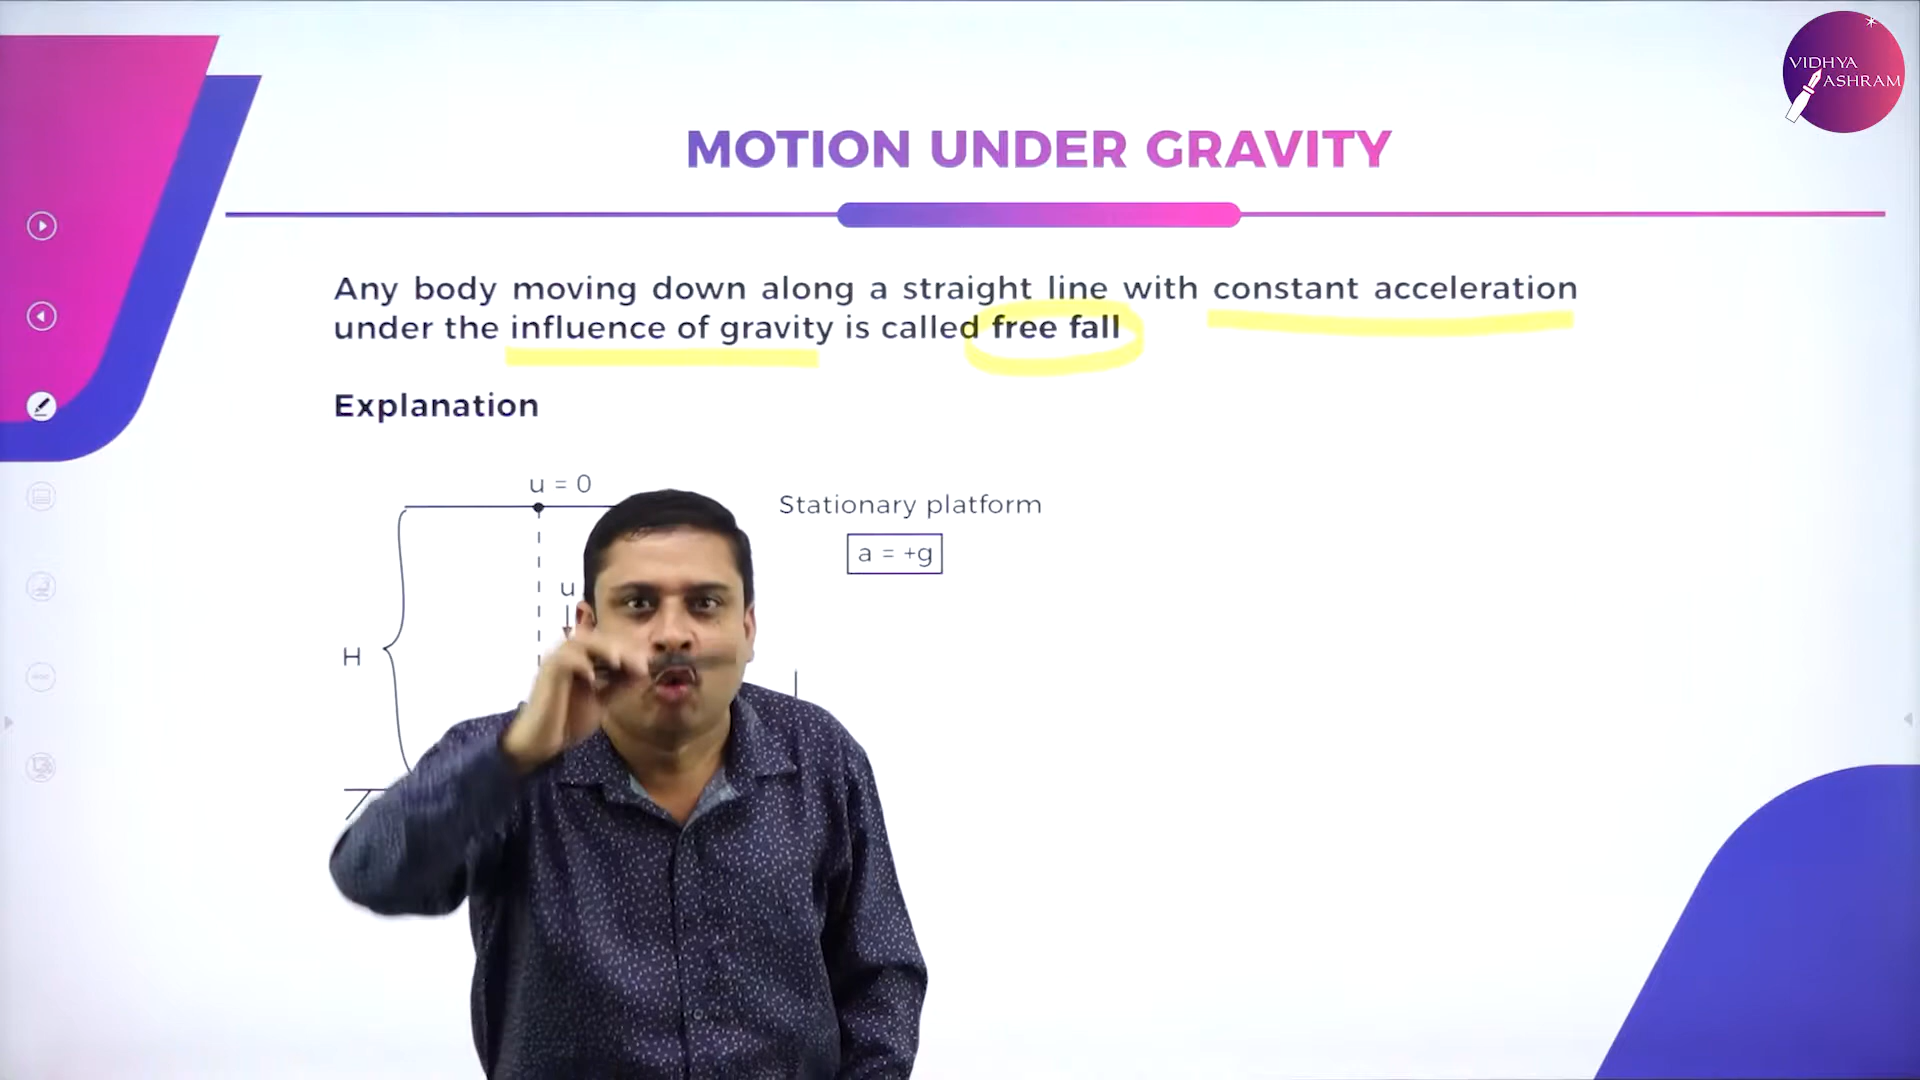 VIDHYA
ASHRAM
MOTION UNDER GRAVITY
Any body moving down along a straight line with constant acceleration
under the influence of gravity is called free fall
Explanation
u = 0
Stationary platform
a = +g
u
H